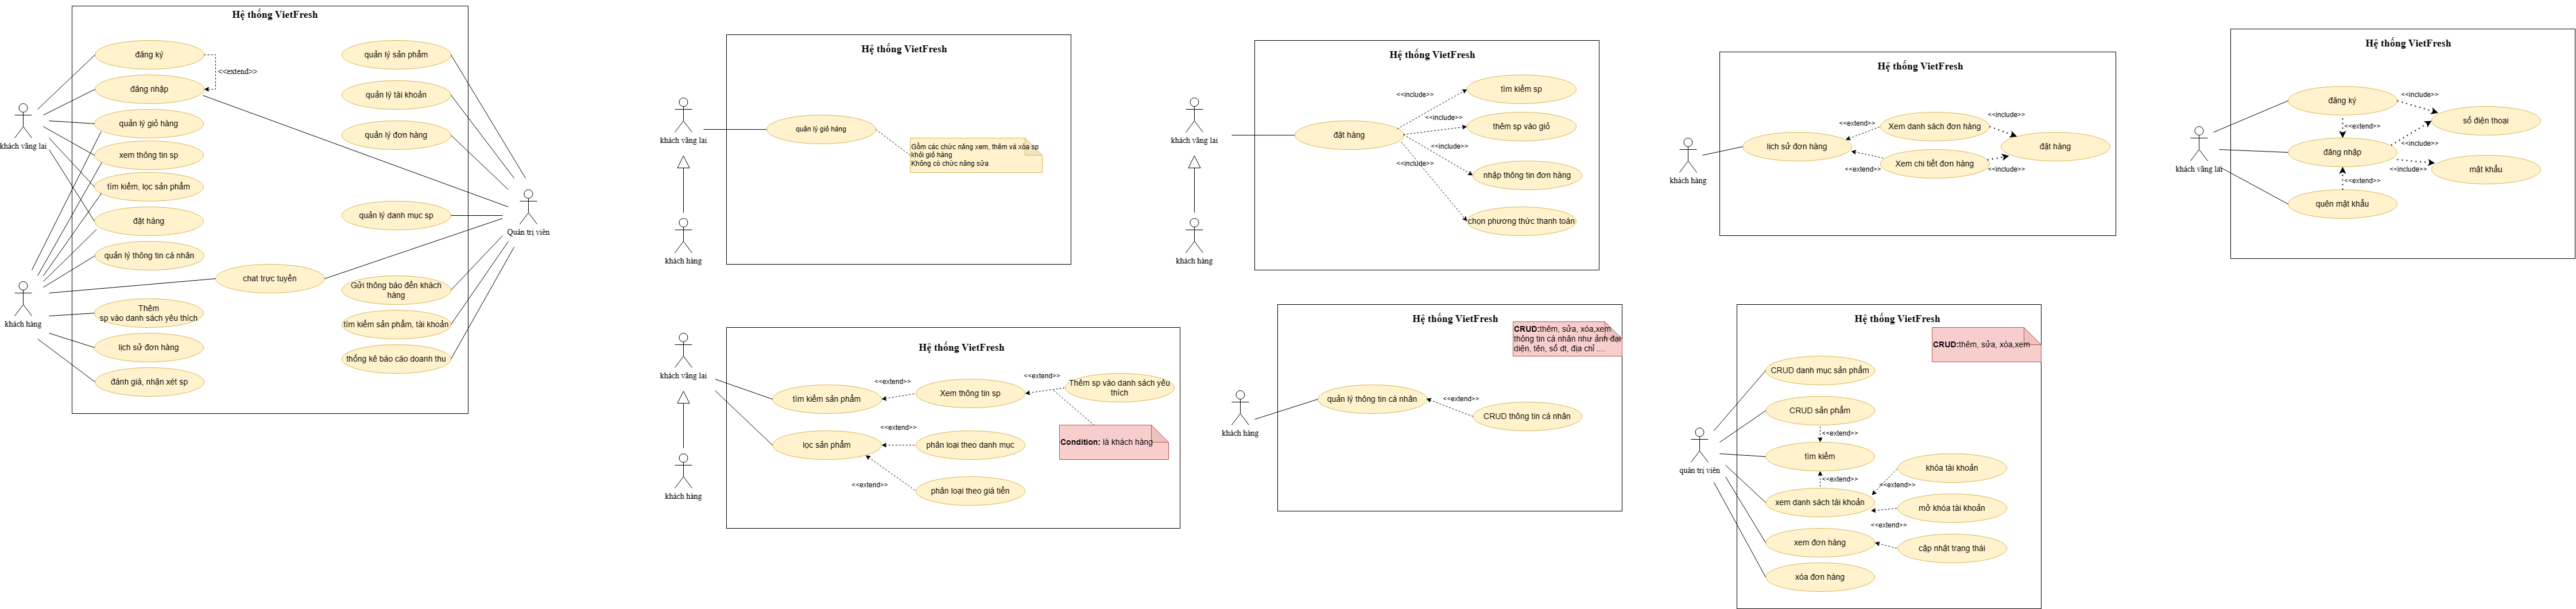 Hệ thống VietFresh
đăng ký
<<extend>>
đăng nhập
quản lý giỏ hàng
xem thông tin sp
tìm kiếm, lọc sản phẩm
đặt hàng
quản lý thông tin cá nhân
chat trực tuyến
Thêm
sp vào danh sách yêu thích
lịch sử đơn hàng
đánh giá, nhận xét sp
quản lý sản phẩm
quản lý tài khoản
quản lý đơn hàng
quản lý danh mục sp
Gửi thông báo đến khách
hàng
tìm kiếm sản phẩm, tài khoản
thống kê báo cáo doanh thu
khách vãng lai
khách hàng
Quản trị viên
Hệ thống VietFresh
khách vãng lai
khách hàng
quản lý giỏ hàng
Gồm các chức năng xem, thêm và xóa sp
khỏi giỏ hàng
Không có chức năng sửa
Hệ thống VietFresh
khách vãng lai
khách hàng
đặt hàng
<<include>>
<<include>>
<<include>>
<<include>>
tìm kiếm sp
thêm sp vào giỏ
nhập thông tin đơn hàng
chọn phương thức thanh toán
Hệ thống VietFresh
khách hàng
lịch sử đơn hàng
<<extend>>
<<extend>>
Xem danh sách đơn hàng
Xem chi tiết đơn hàng
<<include>>
<<include>>
đặt hàng
Hệ thống VietFresh
khách vãng lai
đăng ký
<<extend>>
đăng nhập
<<extend>>
quên mật khẩu
<<include>>
<<include>>
<<include>>
số điện thoại
mật khẩu
Hệ thống VietFresh
khách vãng lai
khách hàng
tìm kiếm sản phẩm
<<extend>>
Xem thông tin sp
<<extend>>
Thêm sp vào danh sách yêu
thích
Condition: là khách hàng
lọc sản phẩm
<<extend>>
phân loại theo danh mục
<<extend>>
phân loại theo giá tiền
Hệ thống VietFresh
CRUD:thêm, sửa, xóa,xem
thông tin cá nhân như ảnh đại
diện, tên, số dt, địa chỉ ....
khách hàng
quản lý thông tin cá nhân
<<extend>>
CRUD thông tin cá nhân
Hệ thống VietFresh
CRUD:thêm, sửa, xóa,xem
quản trị viên
CRUD danh mục sản phẩm
CRUD sản phẩm
<<extend>>
tìm kiếm
<<extend>>
xem danh sách tài khoản
<<extend>>
khóa tài khoản
mở khóa tài khoản
<<extend>>
xem đơn hàng
cập nhật trạng thái
xóa đơn hàng